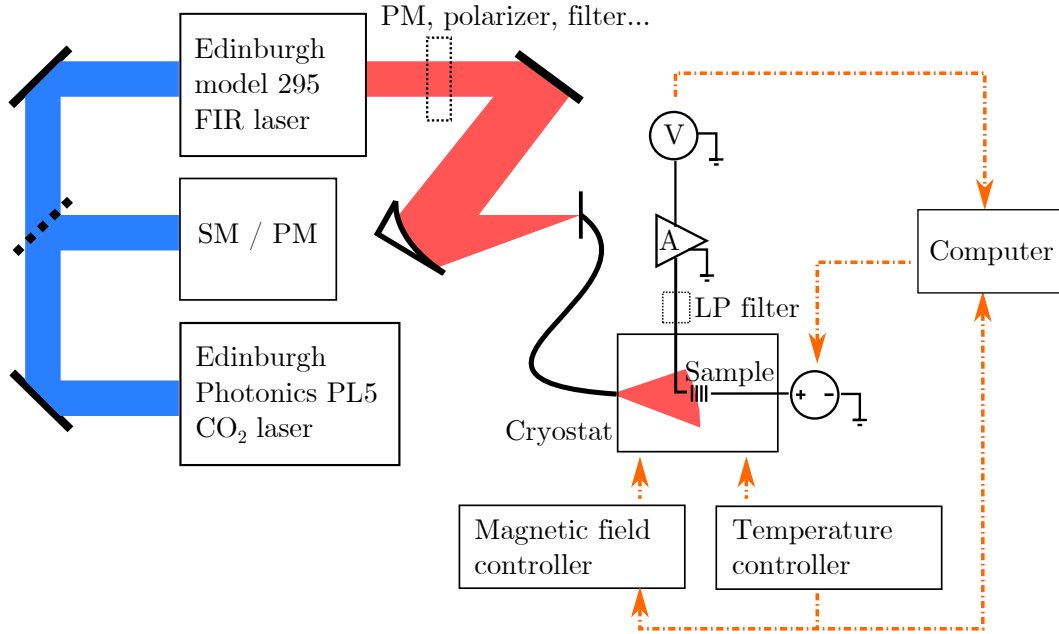 PM, polarizer, filter...
Edinburgh
model 295
FIR laser
SM / PM
Edinburgh
Photonics PL5
CO₂ laser
V
A
LP filter
Computer
Sample
+ -
Cryostat
Magnetic field
controller
Temperature
controller